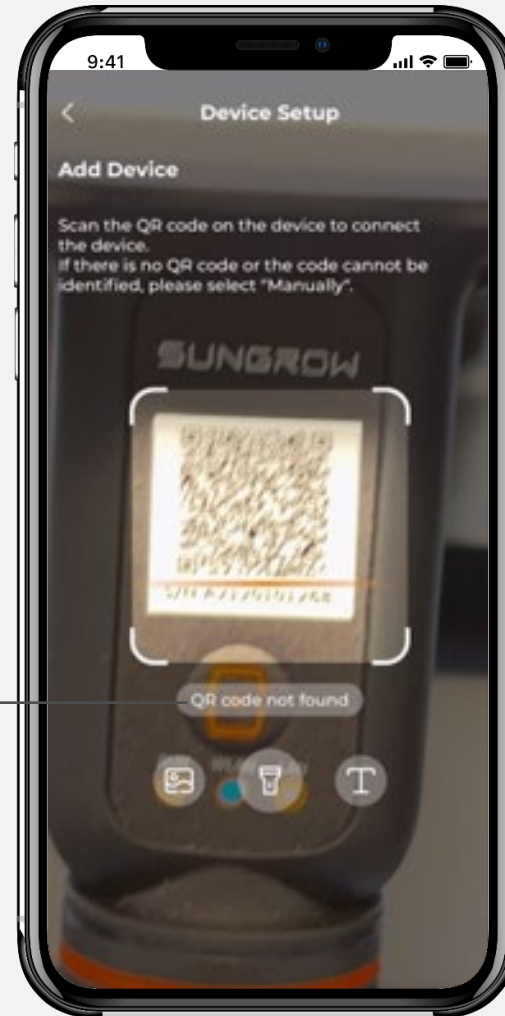 9:41
Device Setup
Add Device
Scan the QR code on the device to connect
the device.
If there is no QR code or the code cannot be
identified, please select "Manually".
SUNGROW
QR code not found
T